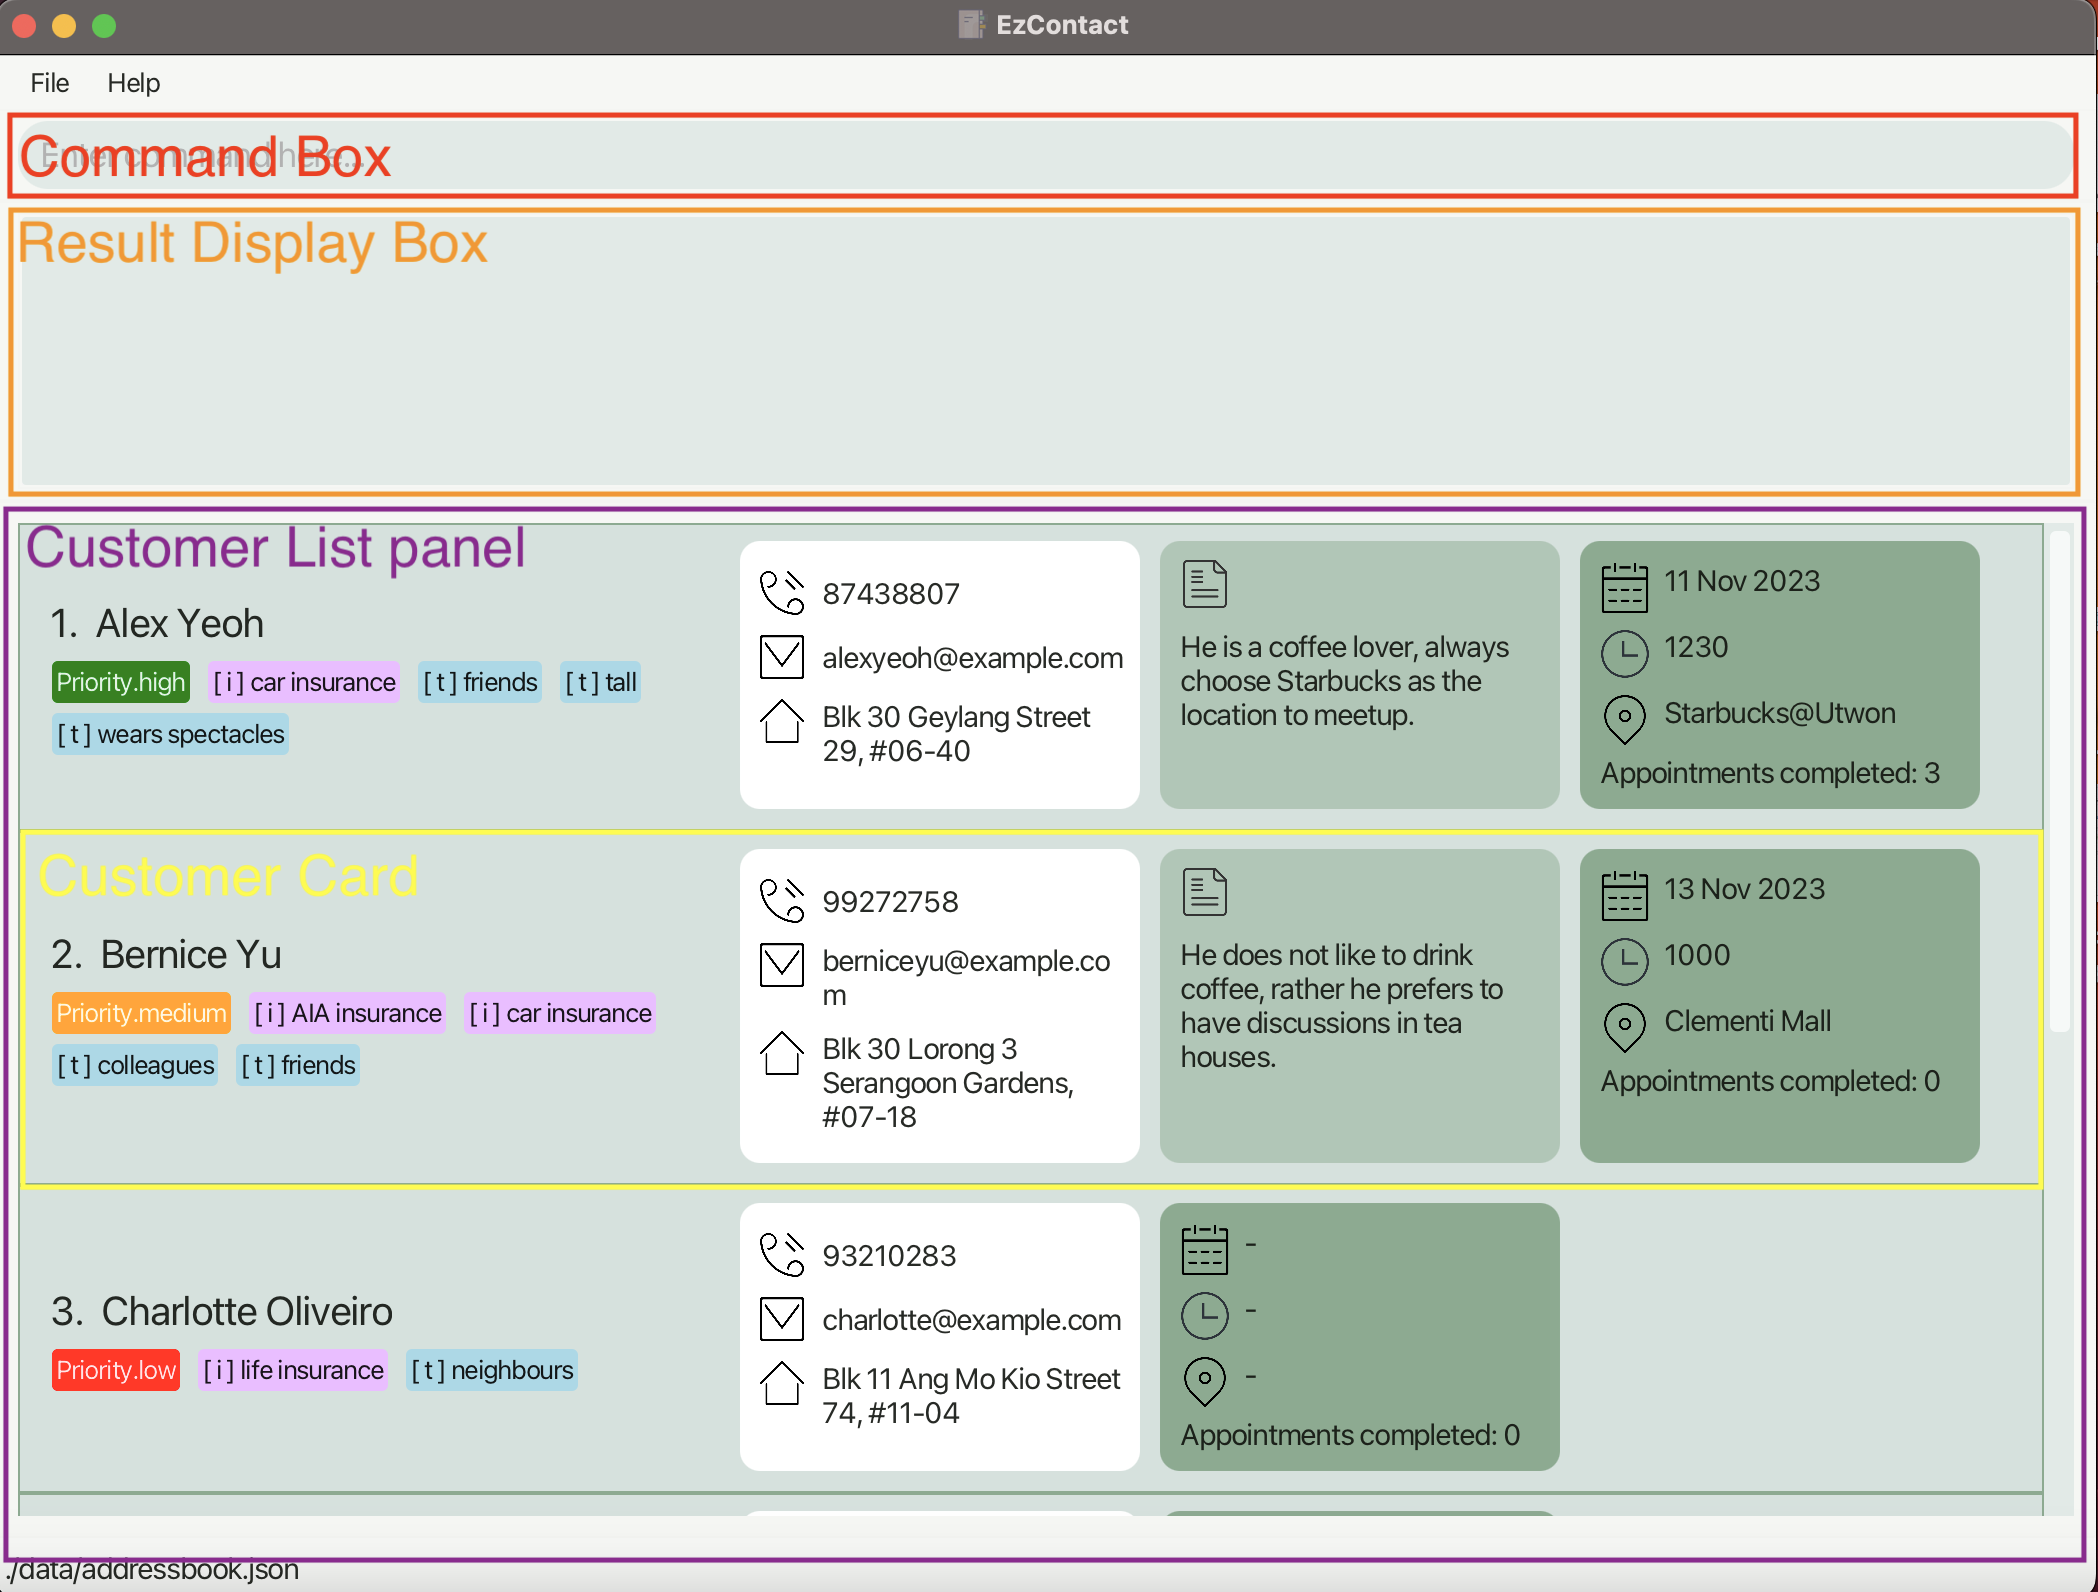 EzContact
File Help
Enter command here...
Command Box
Result Display Box
Customer List panel
1. Alex Yeoh
Priority.high [ i ] car insurance [ t ] friends [ t ] tall
[ t ] wears spectacles
87438807
alexyeoh@example.com
Blk 30 Geylang Street
29, #06-40
He is a coffee lover, always
choose Starbucks as the
location to meetup.
11 Nov 2023
1230
Starbucks@Utwon
Appointments completed: 3
Customer Card
2. Bernice Yu
Priority.medium [ i ] AIA insurance [ i ] car insurance
[ t ] colleagues [ t ] friends
99272758
berniceyu@example.co
m
Blk 30 Lorong 3
Serangoon Gardens,
#07-18
He does not like to drink
coffee, rather he prefers to
have discussions in tea
houses.
13 Nov 2023
1000
Clementi Mall
Appointments completed: 0
3. Charlotte Oliveiro
Priority.low [ i ] life insurance [ t ] neighbours
93210283
charlotte@example.com
Blk 11 Ang Mo Kio Street
74, #11-04
-
-
-
Appointments completed: 0
./data/addressbook.json